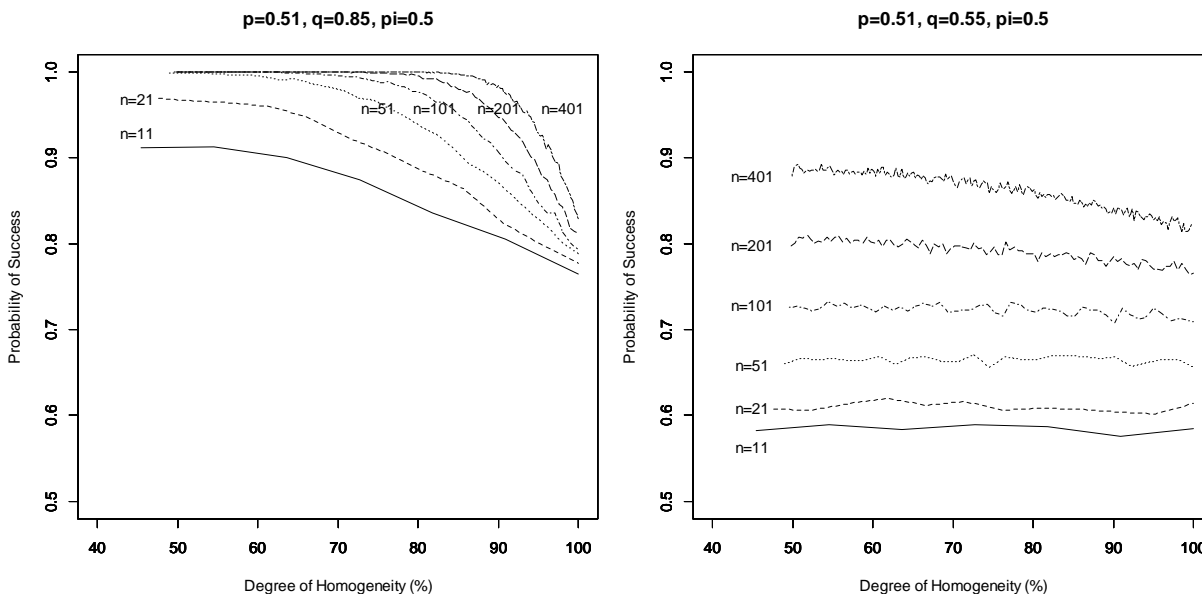 p=0.51, q=0.85, pi=0.5
Probability of Success
1.0
0.9
0.8
0.7
0.6
0.5
n=21
n=11
n=51
n=101
n=201
n=401
40
50
60
70
80
90
100
Degree of Homogeneity (%)
p=0.51, q=0.55, pi=0.5
Probability of Success
1.0
0.9
0.8
0.7
0.6
0.5
n=401
n=201
n=101
n=51
n=21
n=11
40
50
60
70
80
90
100
Degree of Homogeneity (%)